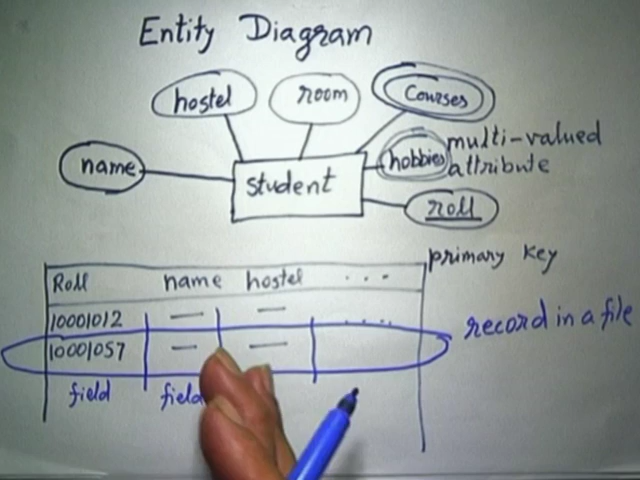 Entity Diagram
hostel
room
Courses
name
student
hobbies
multi-valued
attribute
roll
primary key
Roll name hostel ...
10001012 — — ....
10001057 — —
record in a file
field field